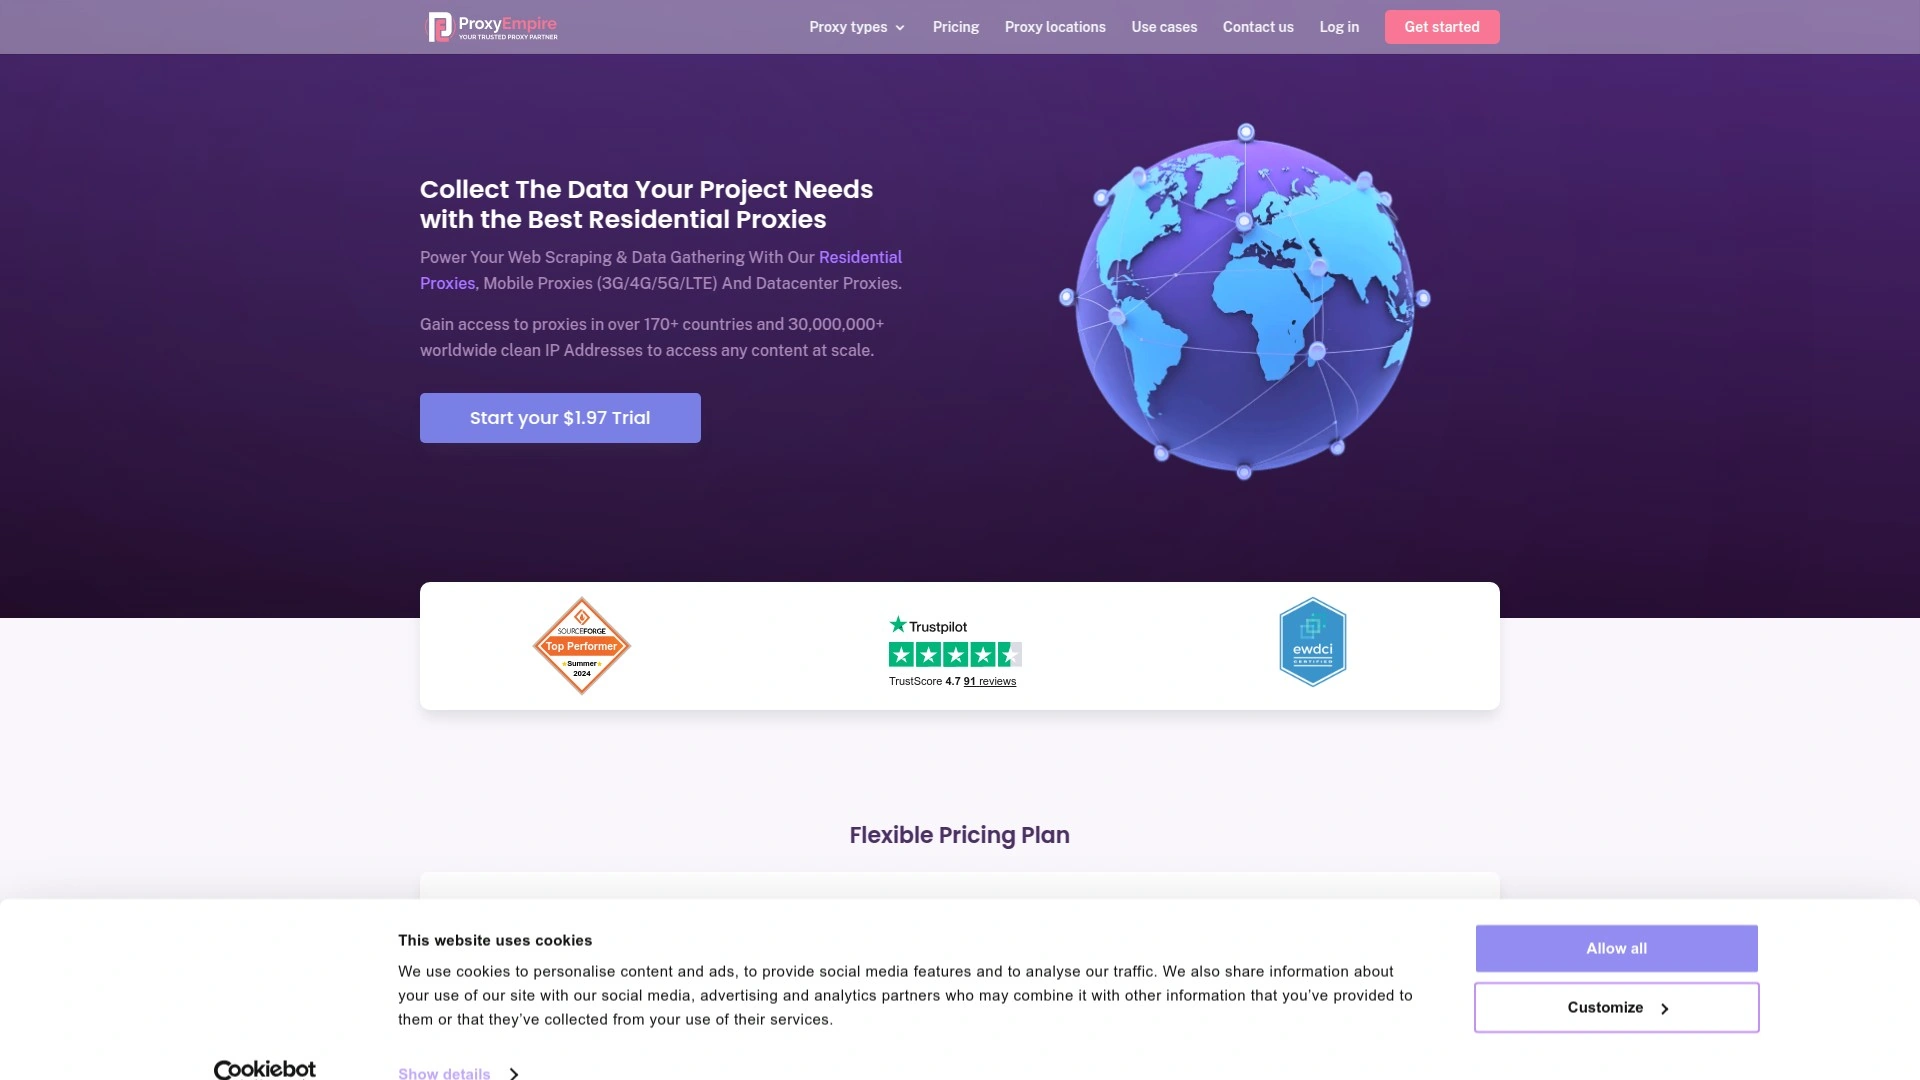 ProxyEmpire
YOUR TRUSTED PROXY PARTNER
Proxy types
Pricing
Proxy locations
Use cases
Contact us
Log in
Get started
Collect The Data Your Project Needs
with the Best Residential Proxies
Power Your Web Scraping & Data Gathering With Our Residential
Proxies, Mobile Proxies (3G/4G/5G/LTE) And Datacenter Proxies.
Gain access to proxies in over 170+ countries and 30,000,000+
worldwide clean IP Addresses to access any content at scale.
Start your $1.97 Trial
SOURCEFORGE
Top Performer
Summer
2024
Trustpilot
TrustScore 4.7 91 reviews
ewdci
CERTIFIED
Flexible Pricing Plan
This website uses cookies
We use cookies to personalise content and ads, to provide social media features and to analyse our traffic. We also share information about
your use of our site with our social media, advertising and analytics partners who may combine it with other information that you’ve provided to
them or that they’ve collected from your use of their services.
Allow all
Customize
Cookiebot
Show details